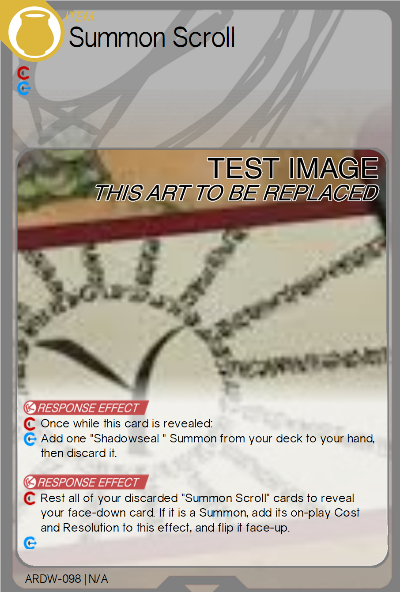 ITEM
Summon Scroll
TEST IMAGE
THIS ART TO BE REPLACED
RESPONSE EFFECT
Once while this card is revealed:
Add one "Shadowseal " Summon from your deck to your hand,
then discard it.
RESPONSE EFFECT
Rest all of your discarded "Summon Scroll" cards to reveal
your face-down card. If it is a Summon, add its on-play Cost
and Resolution to this effect, and flip it face-up.
ARDW-098 | N/A